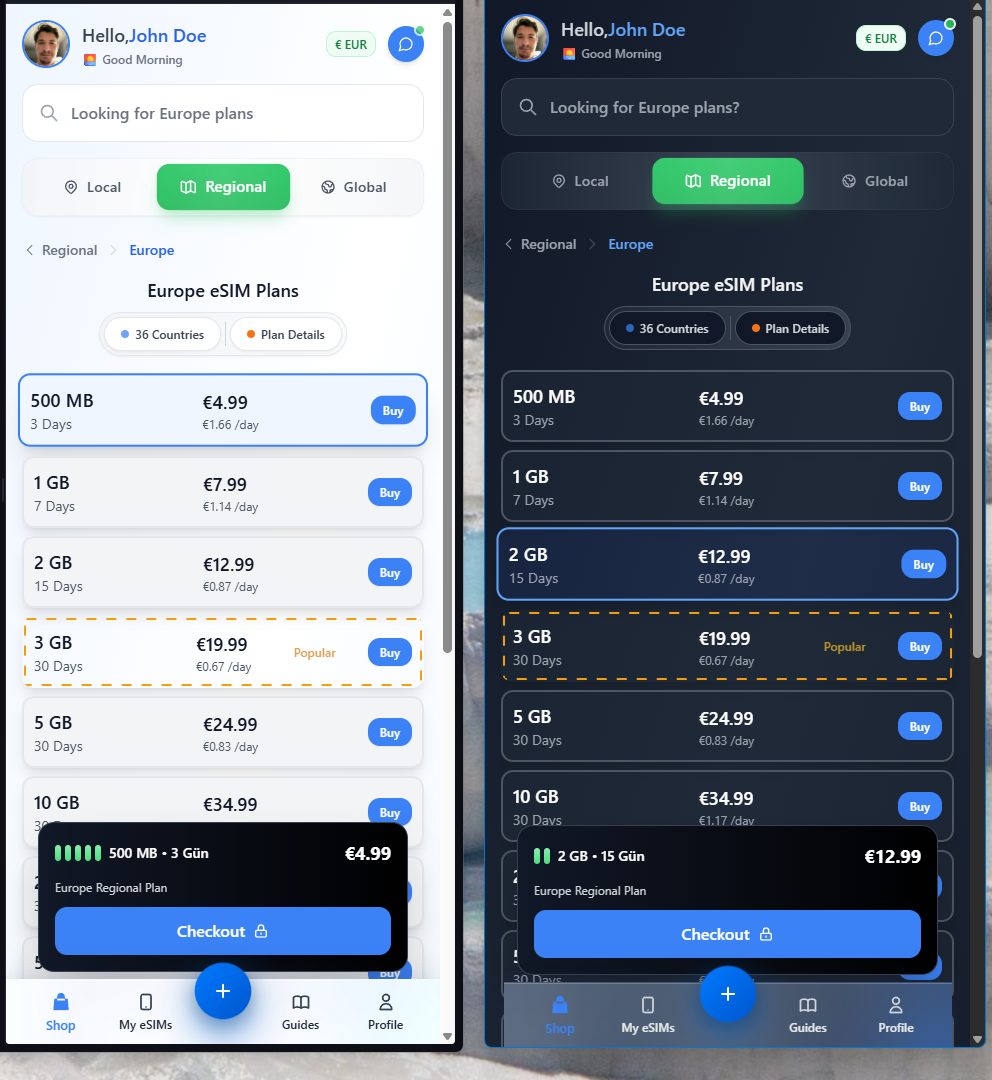 Hello,John Doe
Good Morning
€ EUR
Looking for Europe plans
Local
Regional
Global
Regional
Europe
Europe eSIM Plans
36 Countries
Plan Details
500 MB
€4.99
Buy
3 Days
€1.66 /day
1 GB
€7.99
Buy
7 Days
€1.14 /day
2 GB
€12.99
Buy
15 Days
€0.87 /day
3 GB
€19.99
Popular
Buy
30 Days
€0.67 /day
5 GB
€24.99
Buy
30 Days
€0.83 /day
10 GB
€34.99
Buy
500 MB • 3 Gün
€4.99
Europe Regional Plan
Checkout
Buy
+
Shop
My eSIMs
Guides
Profile
Hello,John Doe
Good Morning
€ EUR
Looking for Europe plans?
Local
Regional
Global
Regional
Europe
Europe eSIM Plans
36 Countries
Plan Details
500 MB
€4.99
Buy
3 Days
€1.66 /day
1 GB
€7.99
Buy
7 Days
€1.14 /day
2 GB
€12.99
Buy
15 Days
€0.87 /day
3 GB
€19.99
Popular
Buy
30 Days
€0.67 /day
5 GB
€24.99
Buy
30 Days
€0.83 /day
10 GB
€34.99
Buy
30 Days
€1.17 /day
2 GB • 15 Gün
€12.99
Europe Regional Plan
Checkout
30 Days
+
Shop
My eSIMs
Guides
Profile